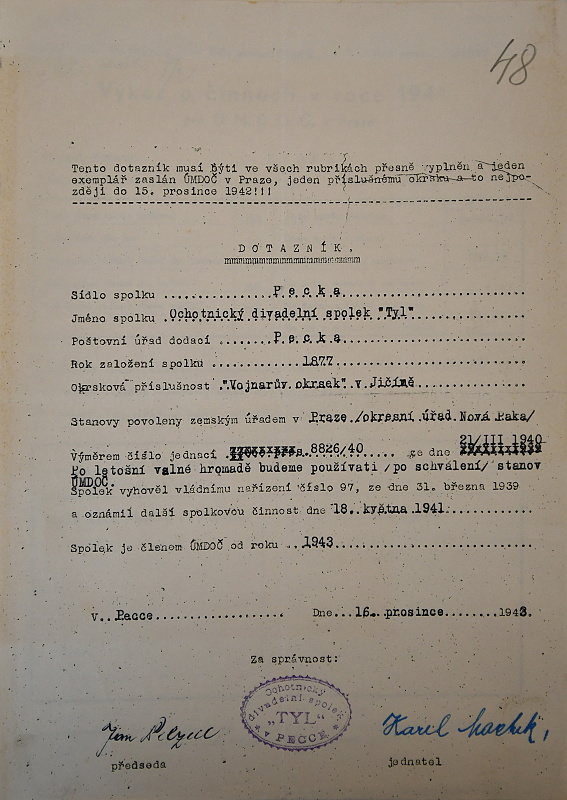 48
Tento dotazník musí býti ve všech rubrikách přesně vyplněn a jeden
exemplář zaslán ÚMDOČ v Praze, jeden příslušnému okrsku a to nejpo-
zději do 15. prosince 1942!!!
DOTAZNÍK.
Sídlo spolku ..... Pecka .....
Jméno spolku Ochotnický divadelní spolek "Tyl"
Poštovní úřad dodací ... Pecka .....
Rok založení spolku ..... 1877 .....
Okrsková příslušnost ."Vojnarův okrsek" v Jičíně
Stanovy povoleny zemským úřadem v Praze /okresní úřad Nová Paka/
21/III 1940
Výměrem číslo jednací pres. 8826/40 ze dne
Po letošní valné hromadě budeme používati /po schválení/ stanov
ÚMDOČ.
Spolek vyhověl vládnímu nařízení číslo 97, ze dne 31. března 1939
a oznámil další spolkovou činnost dne 18. května 1941
Spolek je členem ÚMDOČ od roku ..1943
V.. Pecce ..... Dne...16. prosince ..... 1943.
Za správnost:
Ochotnický
divadelní spolek
„TYL“
v PECCE
Jan Karel Machek,
předseda jednatel